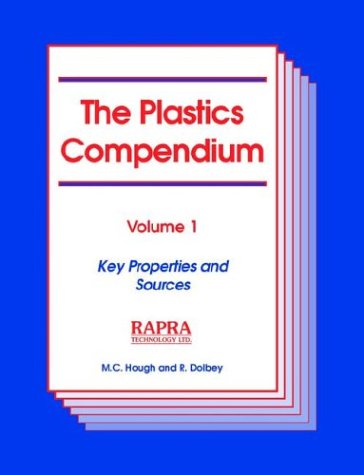 The Plastics
Compendium
Volume 1
Key Properties and
Sources
RAPRA
TECHNOLOGY LTD.
M.C. Hough and R. Dolbey